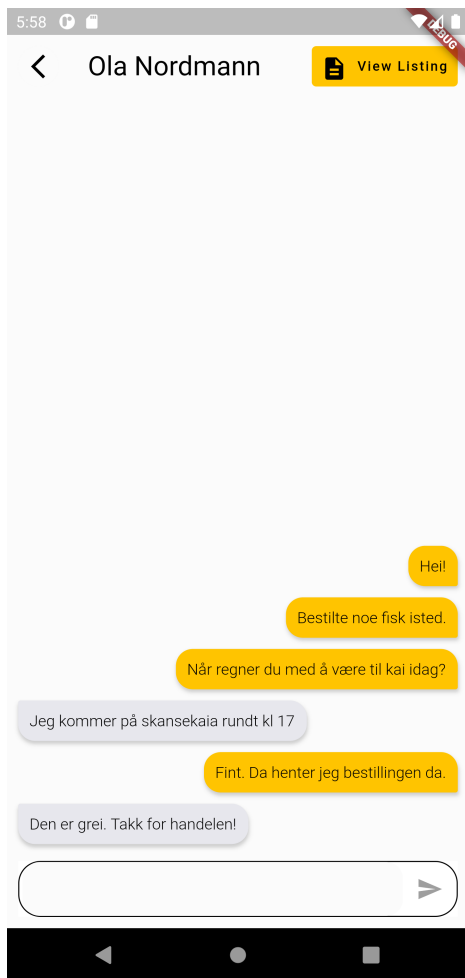 5:58
DEBUG
Ola Nordmann
View Listing
Hei!
Bestilte noe fisk isted.
Når regner du med å være til kai idag?
Jeg kommer på skansekaia rundt kl 17
Fint. Da henter jeg bestillingen da.
Den er grei. Takk for handelen!